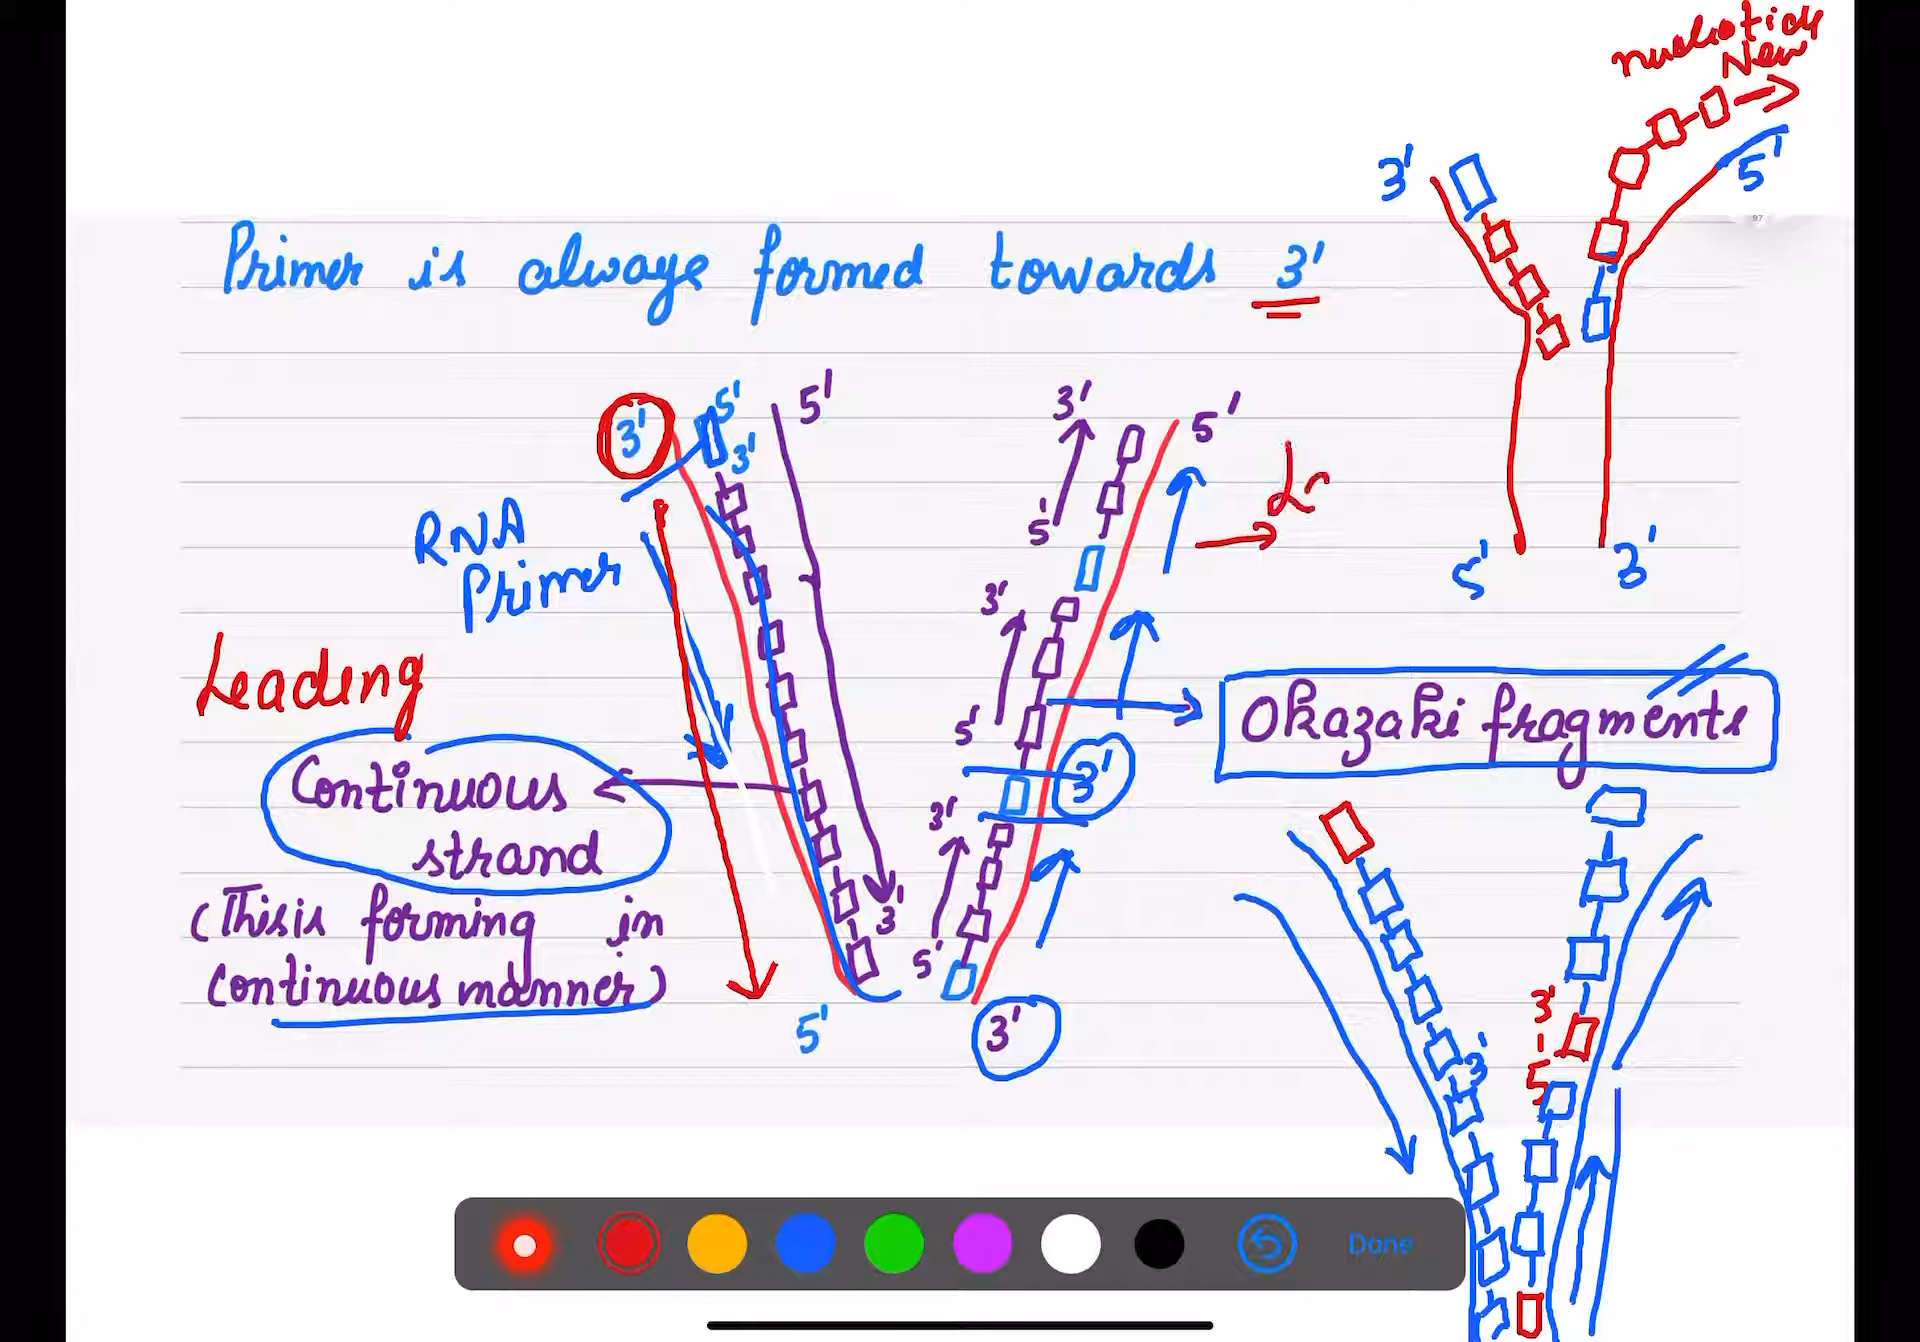 nucleotide
New
3'
5'
Primer is always formed towards 3'
3'
5'
3'
5'
3'
5'
5'
RNA
Primer
5'
3'
3'
5'
Leading
Okazaki fragments
3'
Continuous
strand
3'
(This is forming in
continuous manner)
3'
5'
5'
3'
3'
5
3'
Done